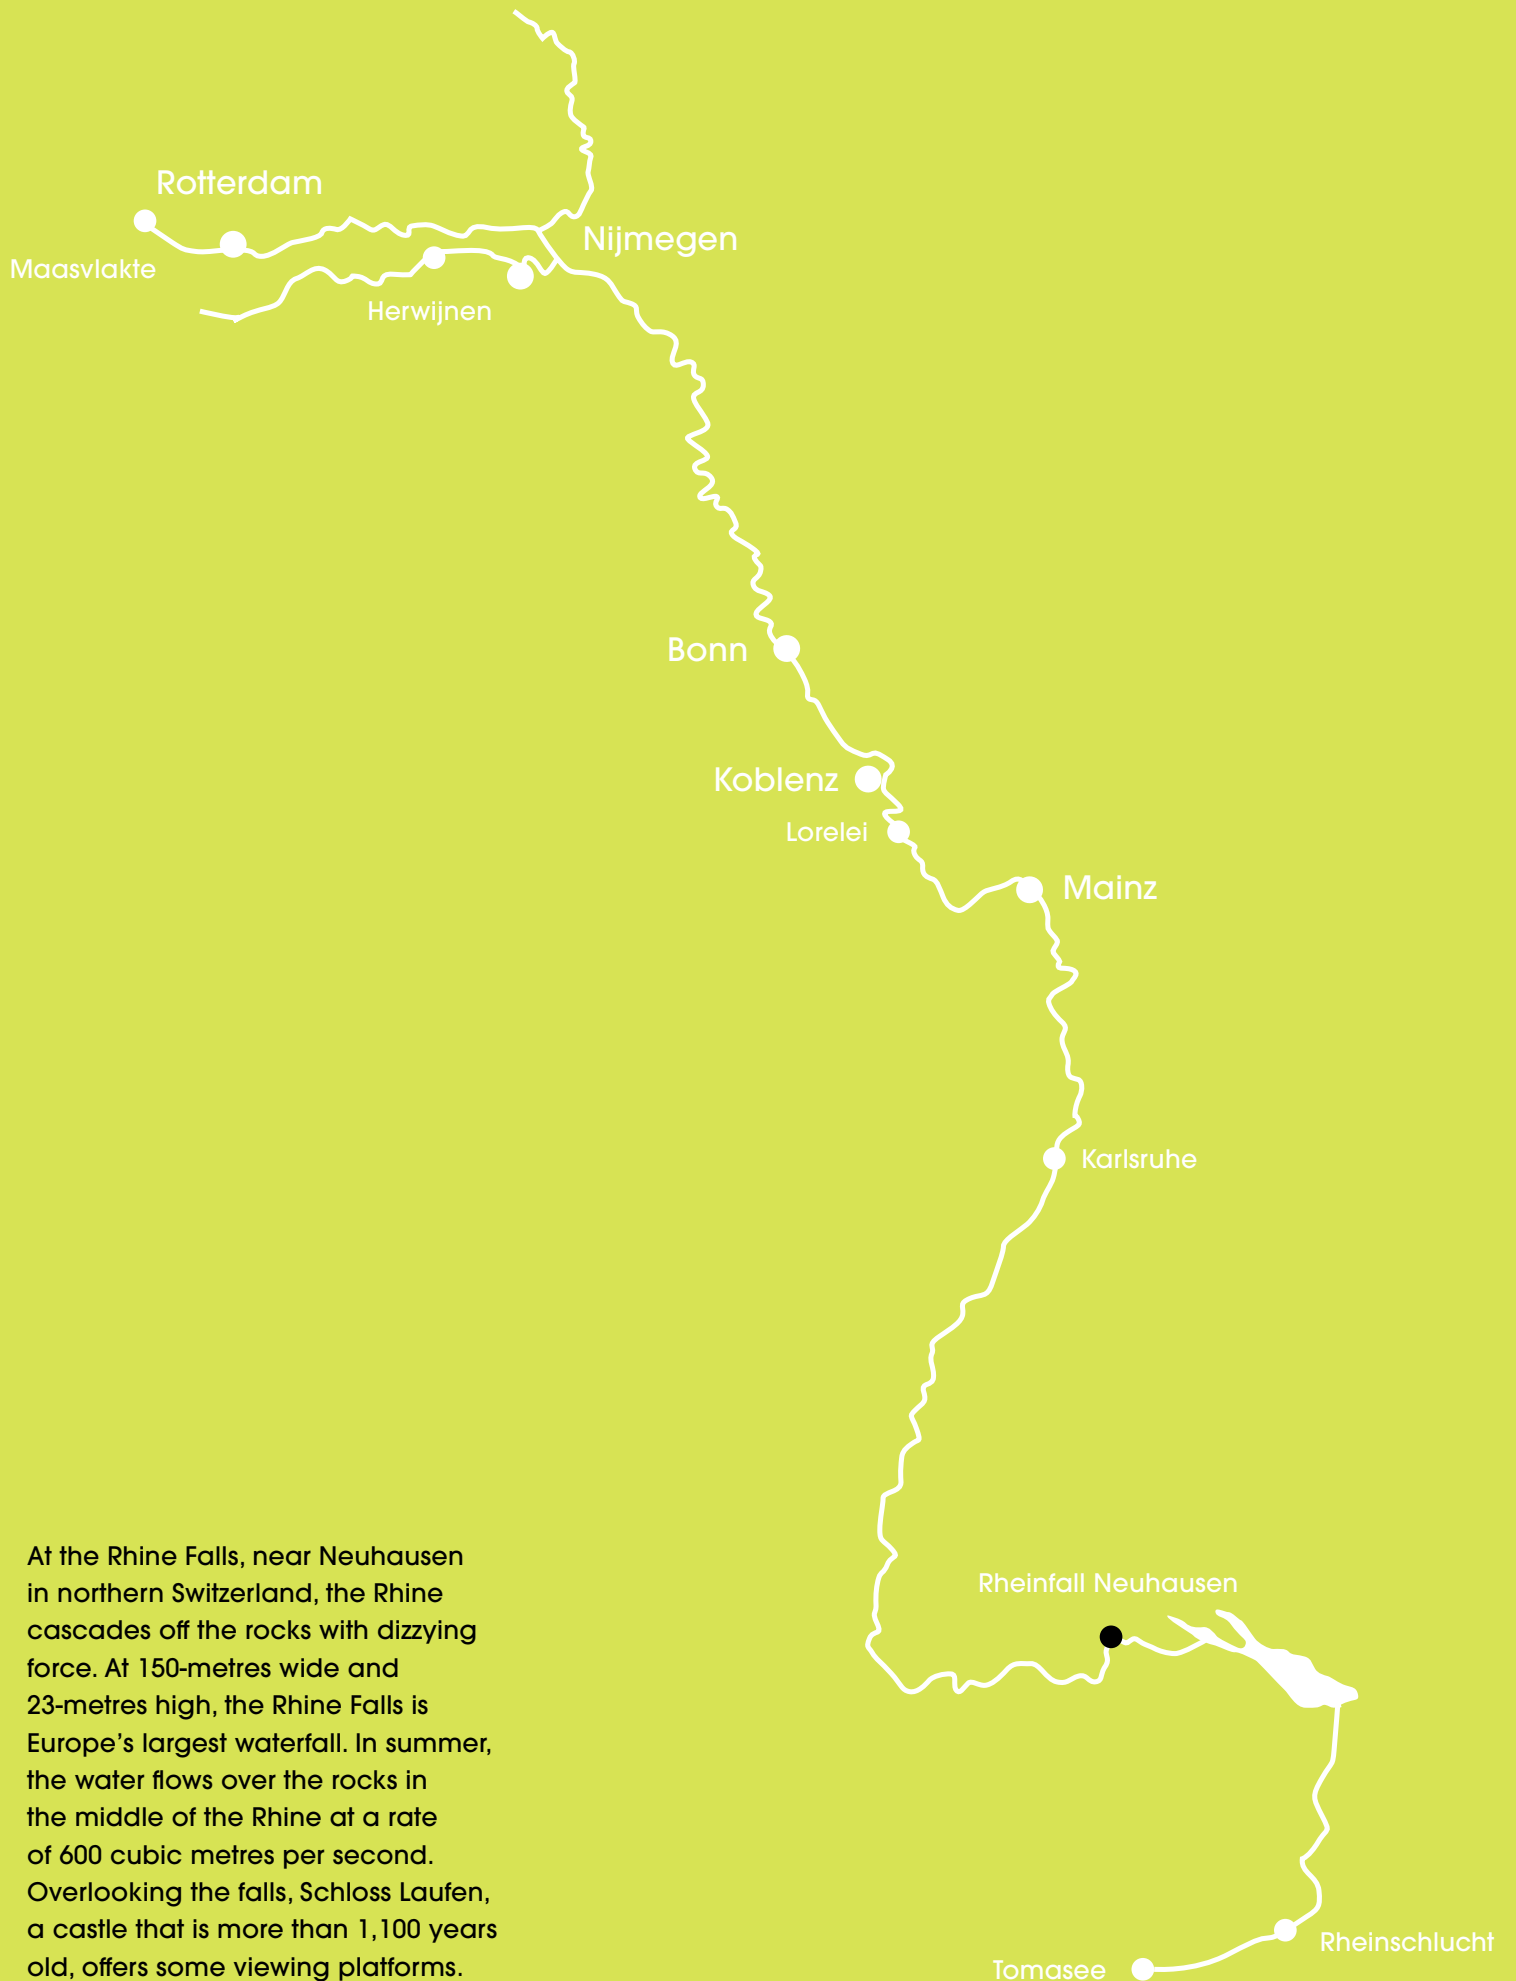 Rotterdam
Nijmegen
Maasvlakte
Herwijnen
Bonn
Koblenz
Lorelei
Mainz
Karlsruhe
Rheinfall Neuhausen
Rheinschlucht
Tomasee
At the Rhine Falls, near Neuhausen
in northern Switzerland, the Rhine
cascades off the rocks with dizzying
force. At 150-metres wide and
23-metres high, the Rhine Falls is
Europe’s largest waterfall. In summer,
the water flows over the rocks in
the middle of the Rhine at a rate
of 600 cubic metres per second.
Overlooking the falls, Schloss Laufen,
a castle that is more than 1,100 years
old, offers some viewing platforms.